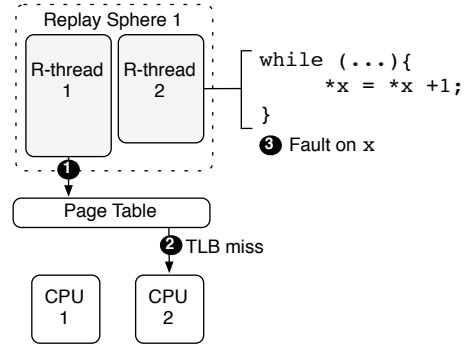 Replay Sphere 1
R-thread
1
R-thread
2
while (...){
*x = *x +1;
}
3 Fault on x
1
Page Table
2 TLB miss
CPU
1
CPU
2